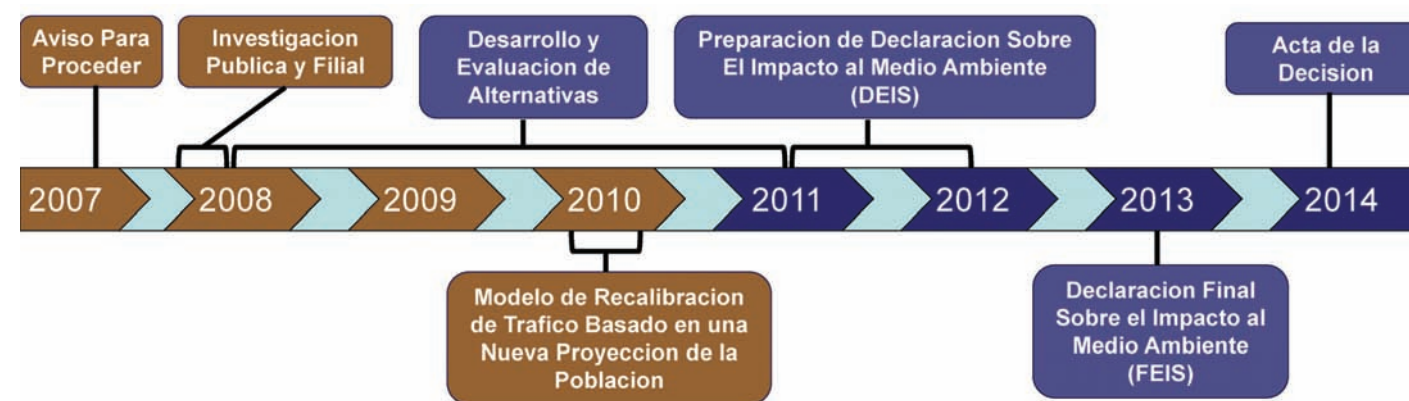 Aviso Para
Proceder
Investigacion
Publica y Filial
Desarrollo y
Evaluacion de
Alternativas
Preparacion de Declaracion Sobre
El Impacto al Medio Ambiente
(DEIS)
Acta de la
Decision
2007
2008
2009
2010
2011
2012
2013
2014
Modelo de Recalibracion
de Trafico Basado en una
Nueva Proyeccion de la
Poblacion
Declaracion Final
Sobre el Impacto al
Medio Ambiente
(FEIS)